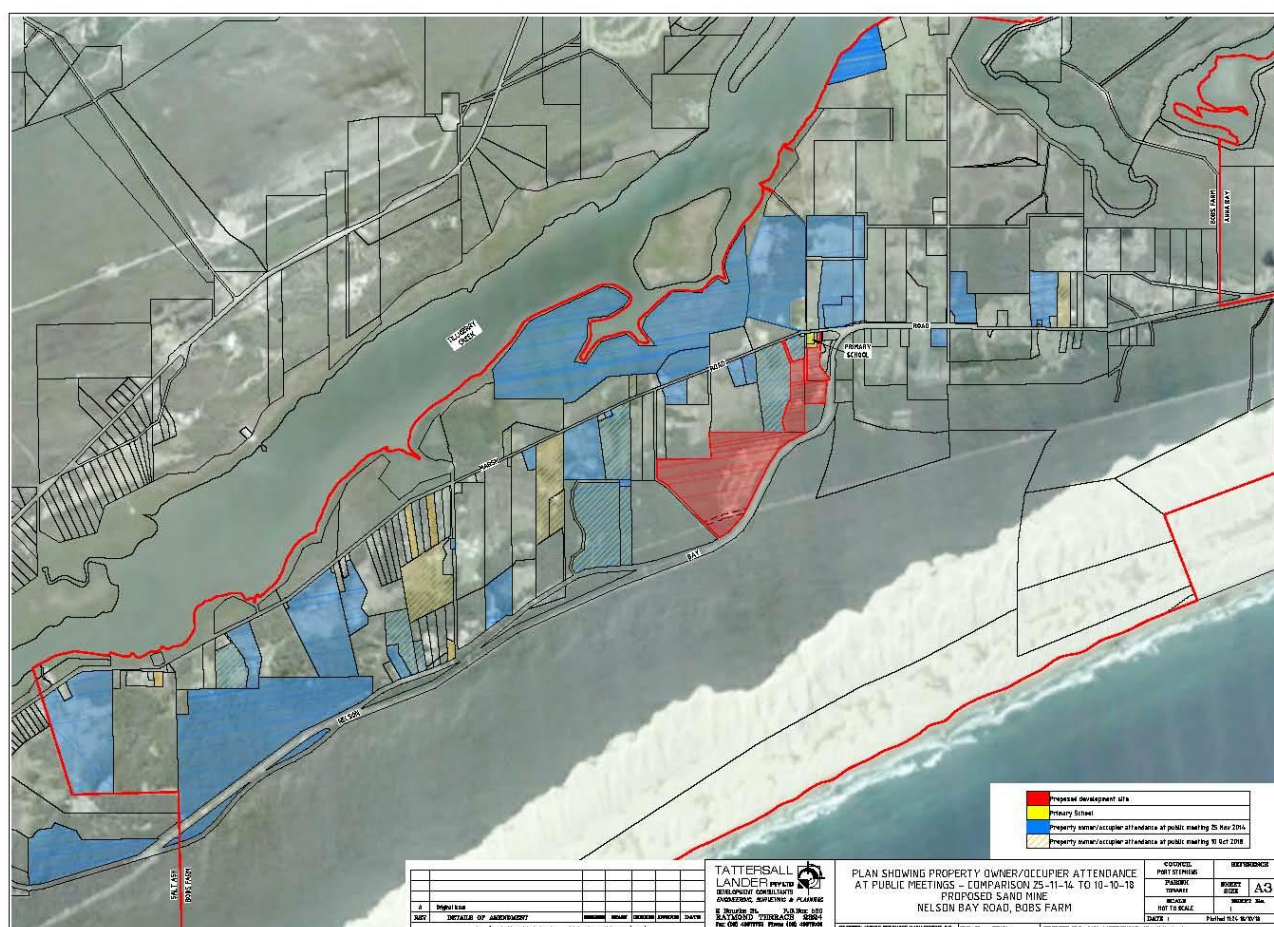 TILLIGERRY
CREEK
BOBS FARM
ANNA BAY
ROAD
PRIMARY
SCHOOL
ROAD
MARSH
BAY
NELSON
SALT ASH
BOBS FARM
Proposed development site
Primary School
Property owner/occupier attendance at public meeting 25 Nov 2014
Property owner/occupier attendance at public meeting 10 Oct 2018
A Original Issue
REV DETAILS OF AMENDMENT DATE
TATTERSALL
LANDER PTY LTD
DEVELOPMENT CONSULTANTS
ENGINEERING, SURVEYING & PLANNING
RAYMOND TERRACE 2324
PLAN SHOWING PROPERTY OWNER/OCCUPIER ATTENDANCE
AT PUBLIC MEETINGS - COMPARISON 25-11-14 TO 10-10-18
PROPOSED SAND MINE
NELSON BAY ROAD, BOBS FARM
COUNCIL
PORT STEPHENS
REFERENCE
PARISH
SHEET
SIZE
A3
SCALE
NOT TO SCALE
DATE :